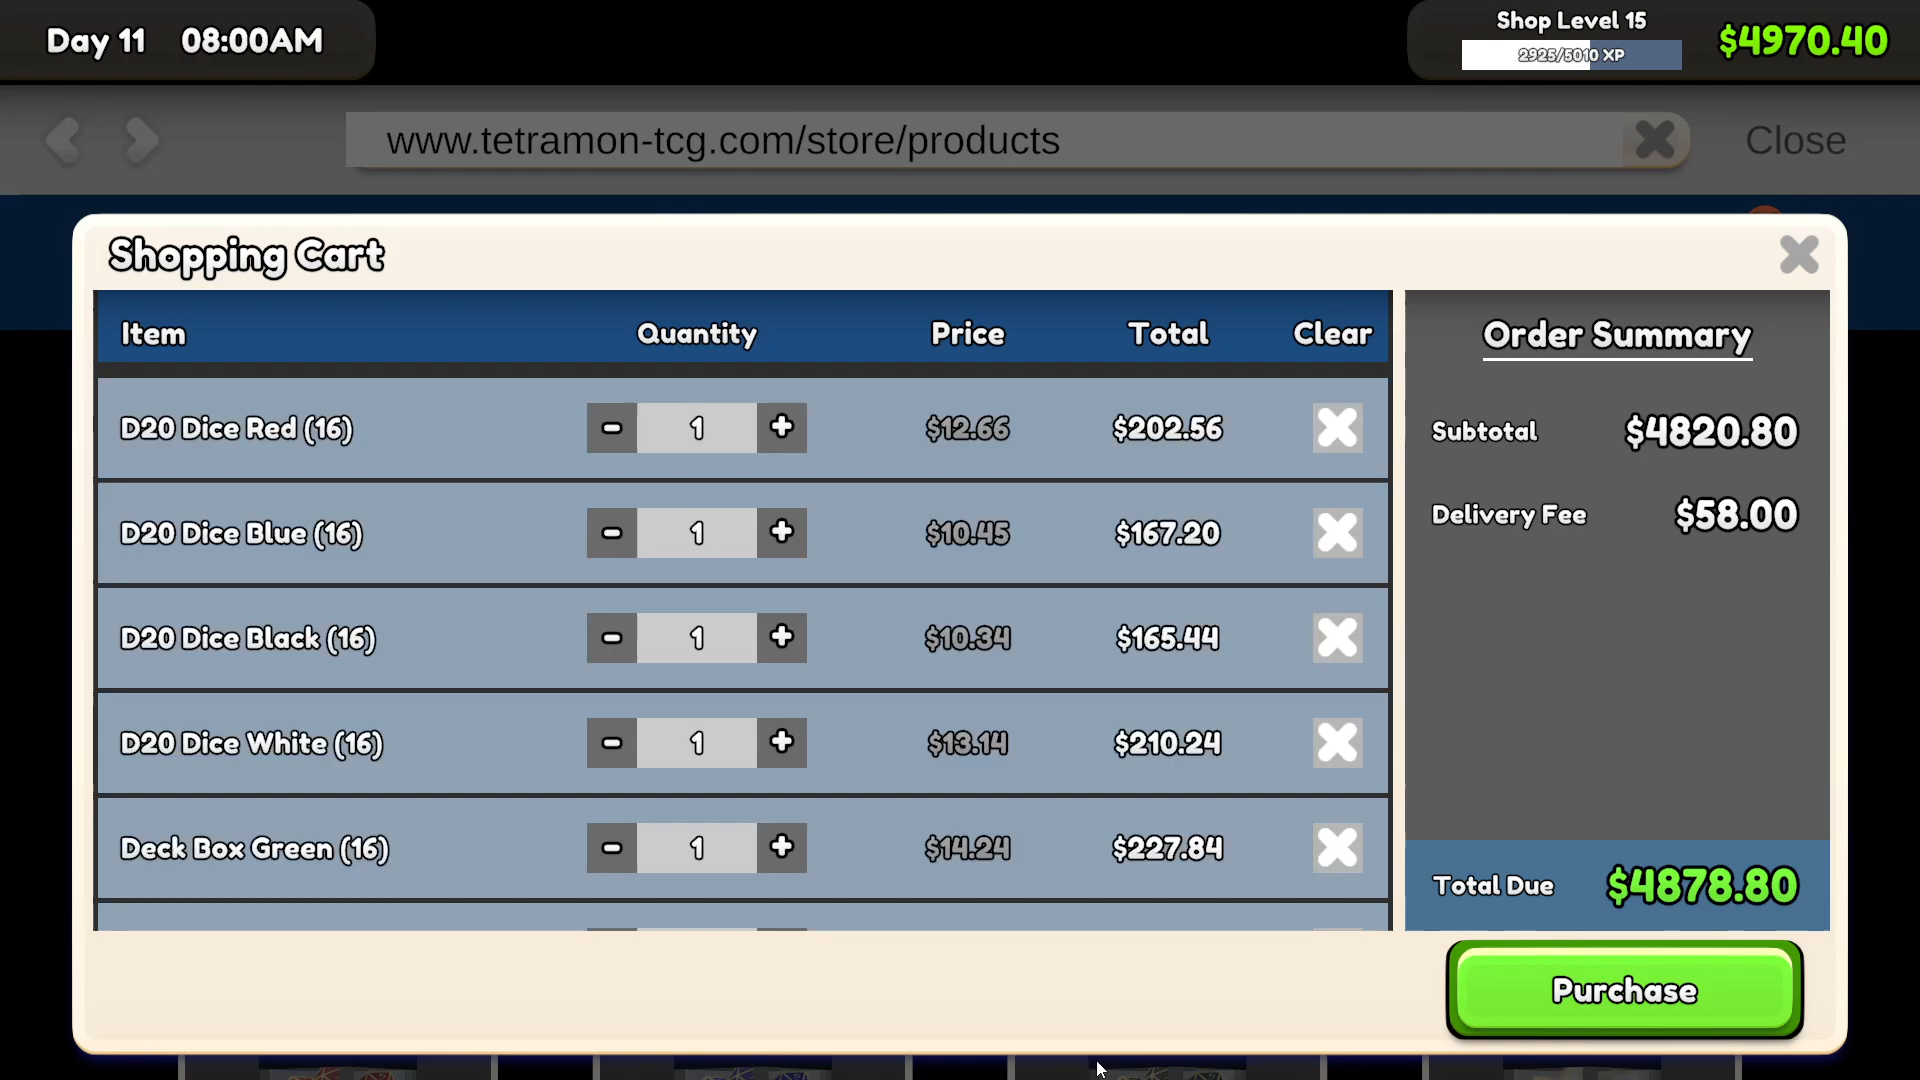 Day 11 08:00AM
Shop Level 15
2925/5010 XP
$4970.40
www.tetramon-tcg.com/store/products
Close
Shopping Cart
Item Quantity Price Total Clear
D20 Dice Red (16) - 1 + $12.66 $202.56
D20 Dice Blue (16) - 1 + $10.45 $167.20
D20 Dice Black (16) - 1 + $10.34 $165.44
D20 Dice White (16) - 1 + $13.14 $210.24
Deck Box Green (16) - 1 + $14.24 $227.84
Order Summary
Subtotal $4820.80
Delivery Fee $58.00
Total Due $4878.80
Purchase